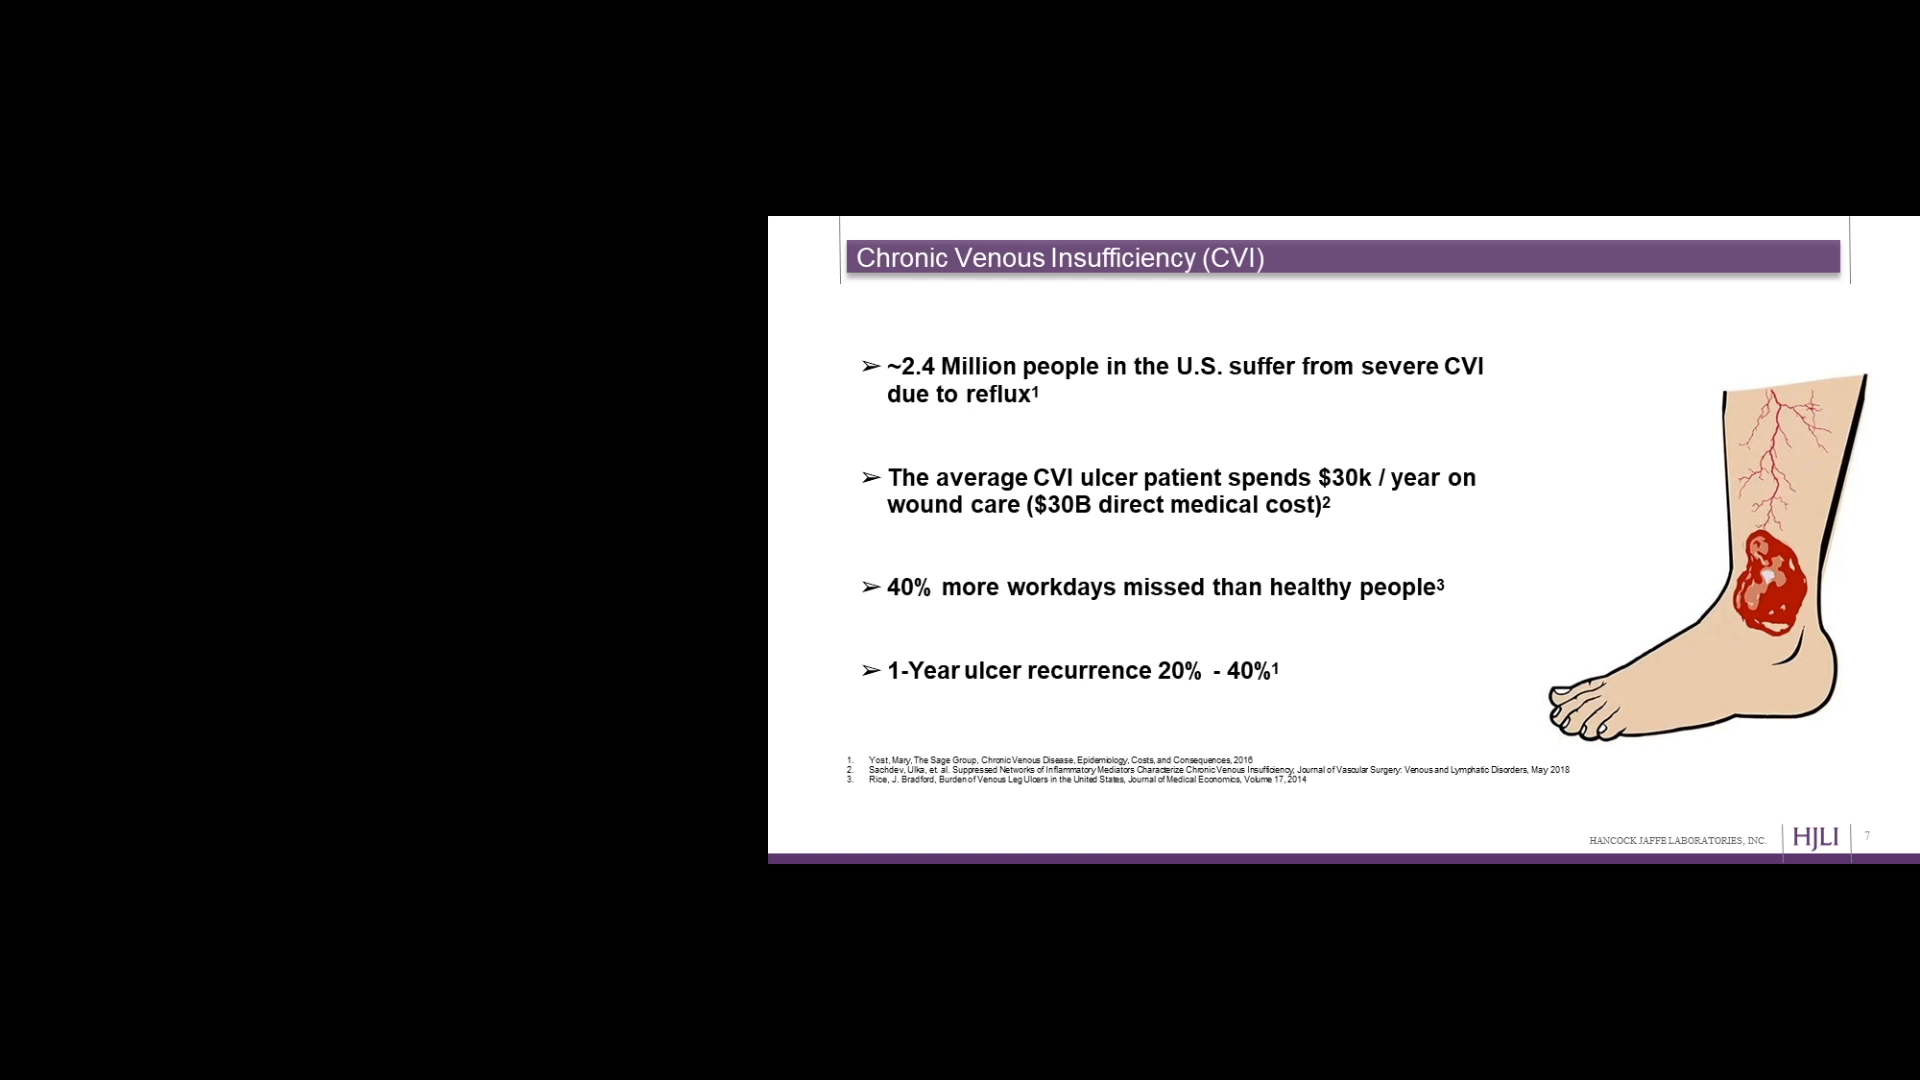 Chronic Venous Insufficiency (CVI)
➢ ~2.4 Million people in the U.S. suffer from severe CVI
due to reflux1
➢ The average CVI ulcer patient spends $30k / year on
wound care ($30B direct medical cost)2
➢ 40% more workdays missed than healthy people3
➢ 1-Year ulcer recurrence 20% - 40%1
1. Yost, Mary, The Sage Group, Chronic Venous Disease, Epidemiology, Costs, and Consequences, 2016
2. Sachdev, Ulka, et. al. Suppressed Networks of Inflammatory Mediators Characterize Chronic Venous Insufficiency, Journal of Vascular Surgery: Venous and Lymphatic Disorders, May 2018
3. Rice, J. Bradford, Burden of Venous Leg Ulcers in the United States, Journal of Medical Economics, Volume 17, 2014
HANCOCK JAFFE LABORATORIES, INC. HJLI 7